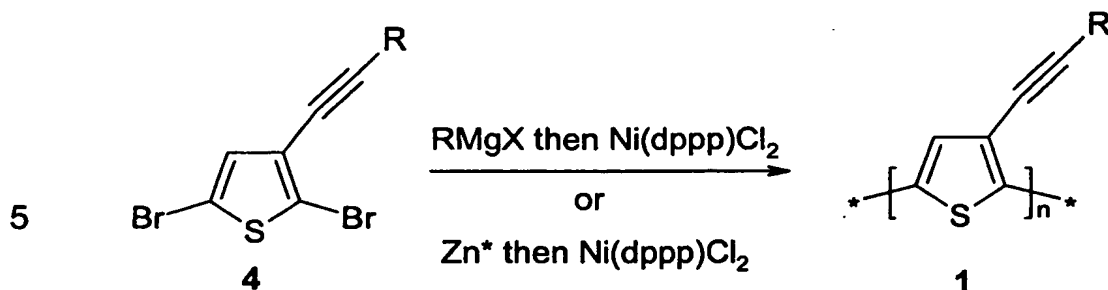 R
R
RMgX then Ni(dppp)Cl₂
or
Zn* then Ni(dppp)Cl₂
5
Br S Br
* [ S ]n *
4
1